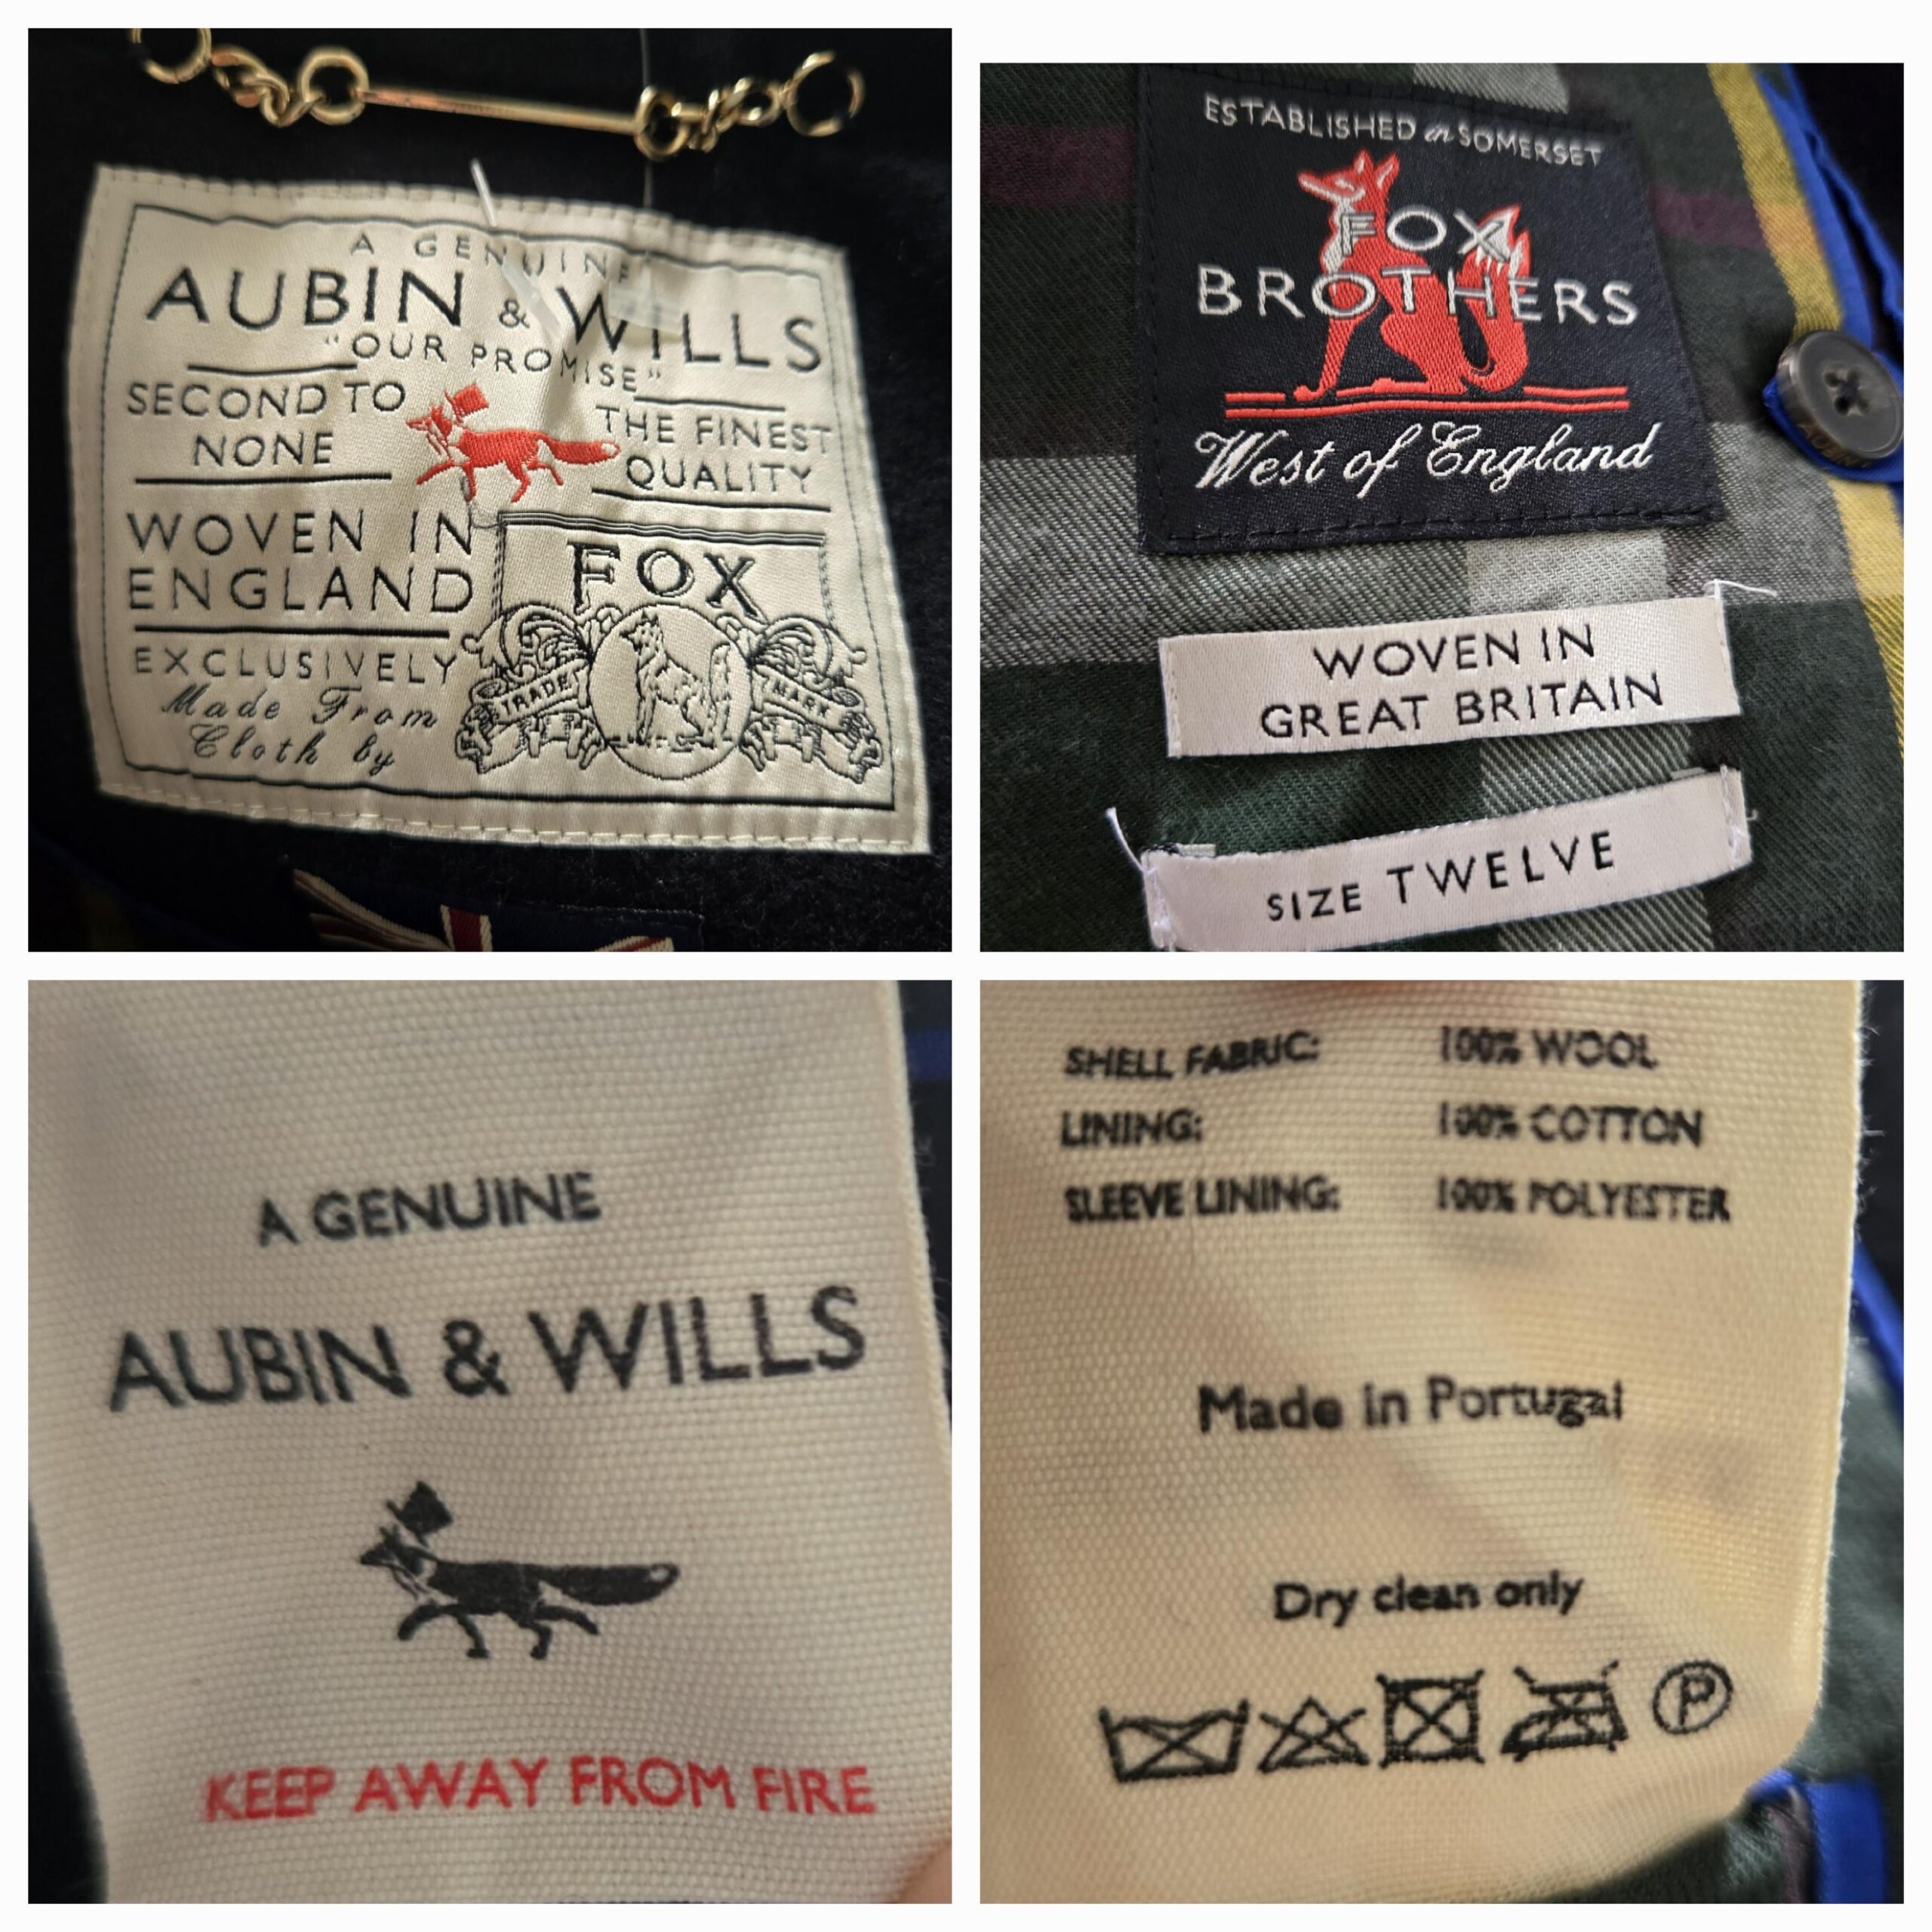 A GENUINE
AUBIN & WILLS
"OUR PROMISE"
SECOND TO
NONE
THE FINEST
QUALITY
WOVEN IN
ENGLAND
EXCLUSIVELY
Made From
Cloth by
FOX
TRADE MARK
ESTABLISHED in SOMERSET
FOX
BROTHERS
West of England
WOVEN IN
GREAT BRITAIN
SIZE TWELVE
A GENUINE
AUBIN & WILLS
KEEP AWAY FROM FIRE
SHELL FABRIC: 100% WOOL
LINING: 100% COTTON
SLEEVE LINING: 100% POLYESTER
Made in Portugal
Dry clean only
P